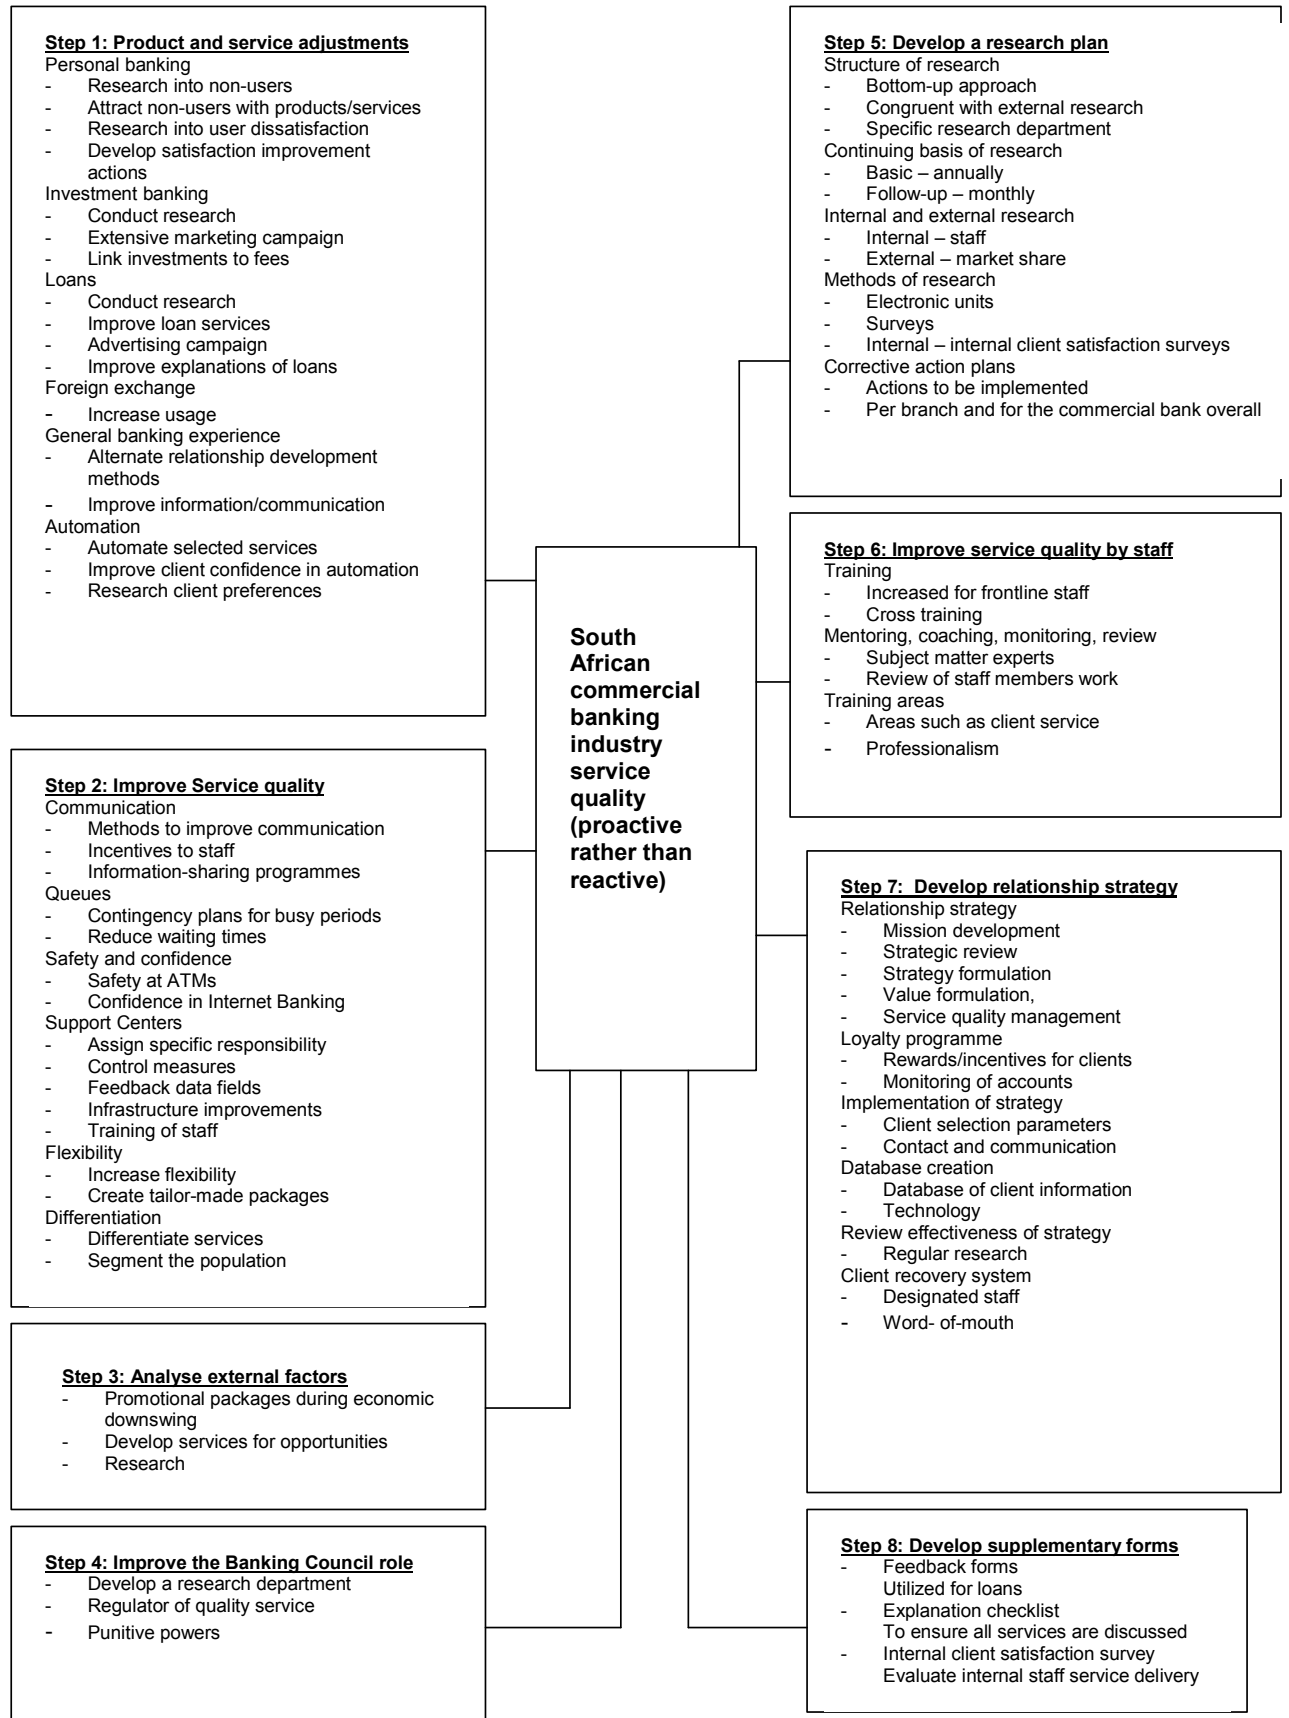 Step 1: Product and service adjustments
Personal banking
- Research into non-users
- Attract non-users with products/services
- Research into user dissatisfaction
- Develop satisfaction improvement
actions
Investment banking
- Conduct research
- Extensive marketing campaign
- Link investments to fees
Loans
- Conduct research
- Improve loan services
- Advertising campaign
- Improve explanations of loans
Foreign exchange
- Increase usage
General banking experience
- Alternate relationship development
methods
- Improve information/communication
Automation
- Automate selected services
- Improve client confidence in automation
- Research client preferences
Step 2: Improve Service quality
Communication
- Methods to improve communication
- Incentives to staff
- Information-sharing programmes
Queues
- Contingency plans for busy periods
- Reduce waiting times
Safety and confidence
- Safety at ATMs
- Confidence in Internet Banking
Support Centers
- Assign specific responsibility
- Control measures
- Feedback data fields
- Infrastructure improvements
- Training of staff
Flexibility
- Increase flexibility
- Create tailor-made packages
Differentiation
- Differentiate services
- Segment the population
Step 3: Analyse external factors
- Promotional packages during economic
downswing
- Develop services for opportunities
- Research
Step 4: Improve the Banking Council role
- Develop a research department
- Regulator of quality service
- Punitive powers
South
African
commercial
banking
industry
service
quality
(proactive
rather than
reactive)
Step 5: Develop a research plan
Structure of research
- Bottom-up approach
- Congruent with external research
- Specific research department
Continuing basis of research
- Basic – annually
- Follow-up – monthly
Internal and external research
- Internal – staff
- External – market share
Methods of research
- Electronic units
- Surveys
- Internal – internal client satisfaction surveys
Corrective action plans
- Actions to be implemented
- Per branch and for the commercial bank overall
Step 6: Improve service quality by staff
Training
- Increased for frontline staff
- Cross training
Mentoring, coaching, monitoring, review
- Subject matter experts
- Review of staff members work
Training areas
- Areas such as client service
- Professionalism
Step 7: Develop relationship strategy
Relationship strategy
- Mission development
- Strategic review
- Strategy formulation
- Value formulation,
- Service quality management
Loyalty programme
- Rewards/incentives for clients
- Monitoring of accounts
Implementation of strategy
- Client selection parameters
- Contact and communication
Database creation
- Database of client information
- Technology
Review effectiveness of strategy
- Regular research
Client recovery system
- Designated staff
- Word- of-mouth
Step 8: Develop supplementary forms
- Feedback forms
Utilized for loans
- Explanation checklist
To ensure all services are discussed
- Internal client satisfaction survey
Evaluate internal staff service delivery